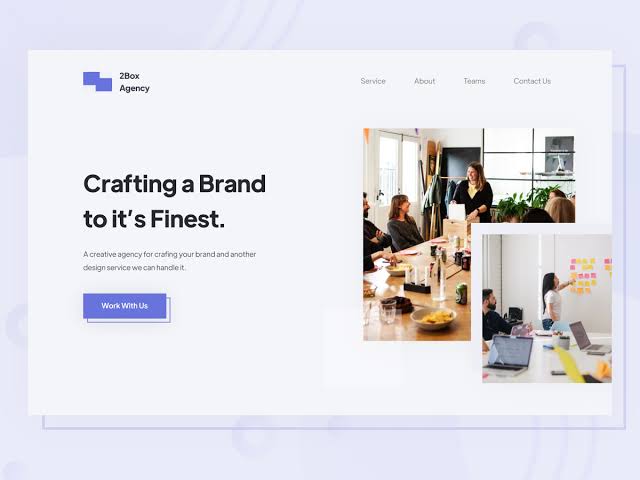 2Box
Agency
Service
About
Teams
Contact Us
Crafting a Brand
to it’s Finest.
A creative agency for crafing your brand and another
design service we can handle it.
Work With Us